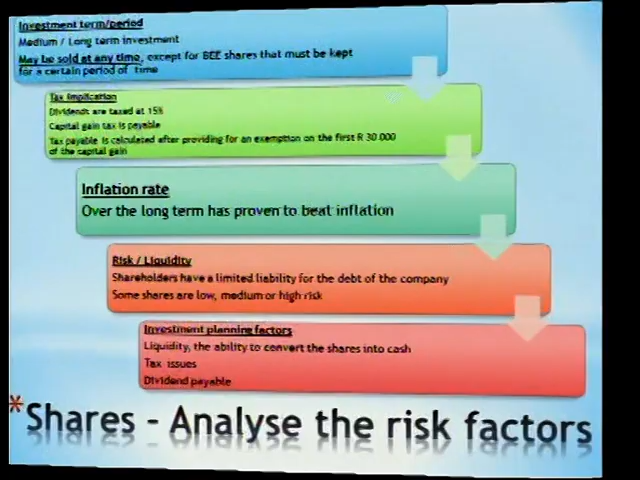 Investment term/period
Medium / Long term investment
May be sold at any time, except for BEE shares that must be kept
for a certain period of time
Tax Implication
Dividends are taxed at 15%
Capital gain tax is payable
Tax payable is calculated after providing for an exemption on the first R 30 000
of the capital gain
Inflation rate
Over the long term has proven to beat inflation
Risk / Liquidity
Shareholders have a limited liability for the debt of the company
Some shares are low, medium or high risk
Investment planning factors
Liquidity, the ability to convert the shares into cash
Tax issues
Dividend payable
*Shares - Analyse the risk factors